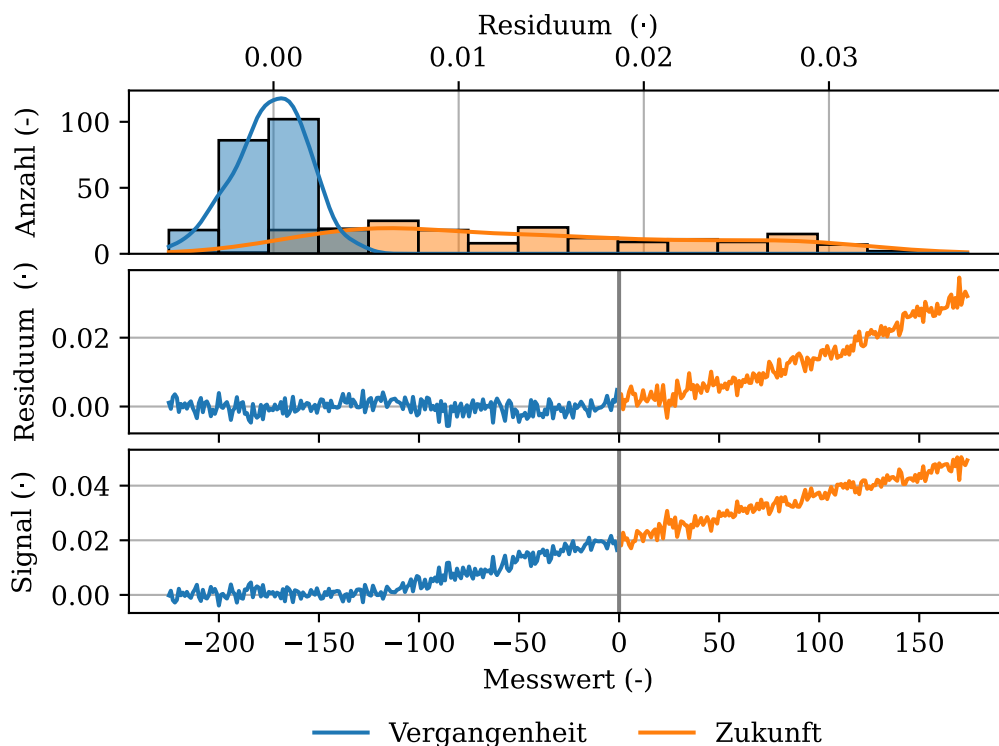 Residuum (·)
0.00 0.01 0.02 0.03
Anzahl (-)
100
50
0
Residuum (·)
0.02
0.00
Signal (·)
0.04
0.02
0.00
−200 −150 −100 −50 0 50 100 150
Messwert (-)
Vergangenheit Zukunft